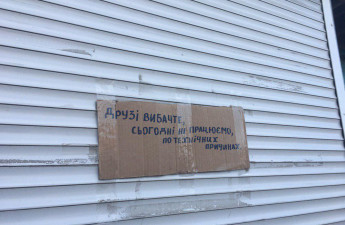 ДРУЗІ ВИБАЧТЕ,
СЬОГОДНІ НЕ ПРАЦЮЄМО,
ПО ТЕХНІЧНИХ
ПРИЧИНАХ.